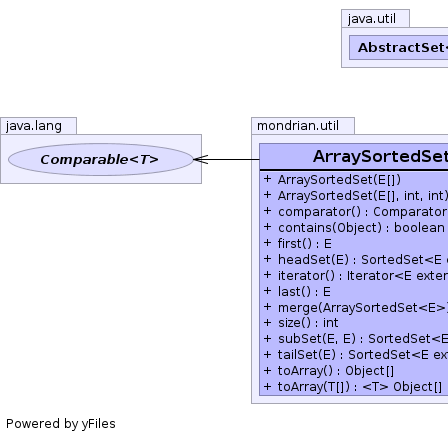 java.util
AbstractSet<
java.lang
mondrian.util
Comparable<T>
ArraySortedSet
+ ArraySortedSet(E[])
+ ArraySortedSet(E[], int, int)
+ comparator() : Comparator
+ contains(Object) : boolean
+ first() : E
+ headSet(E) : SortedSet<E
+ iterator() : Iterator<E exten
+ last() : E
+ merge(ArraySortedSet<E>)
+ size() : int
+ subSet(E, E) : SortedSet<E
+ tailSet(E) : SortedSet<E ext
+ toArray() : Object[]
+ toArray(T[]) : <T> Object[]
Powered by yFiles